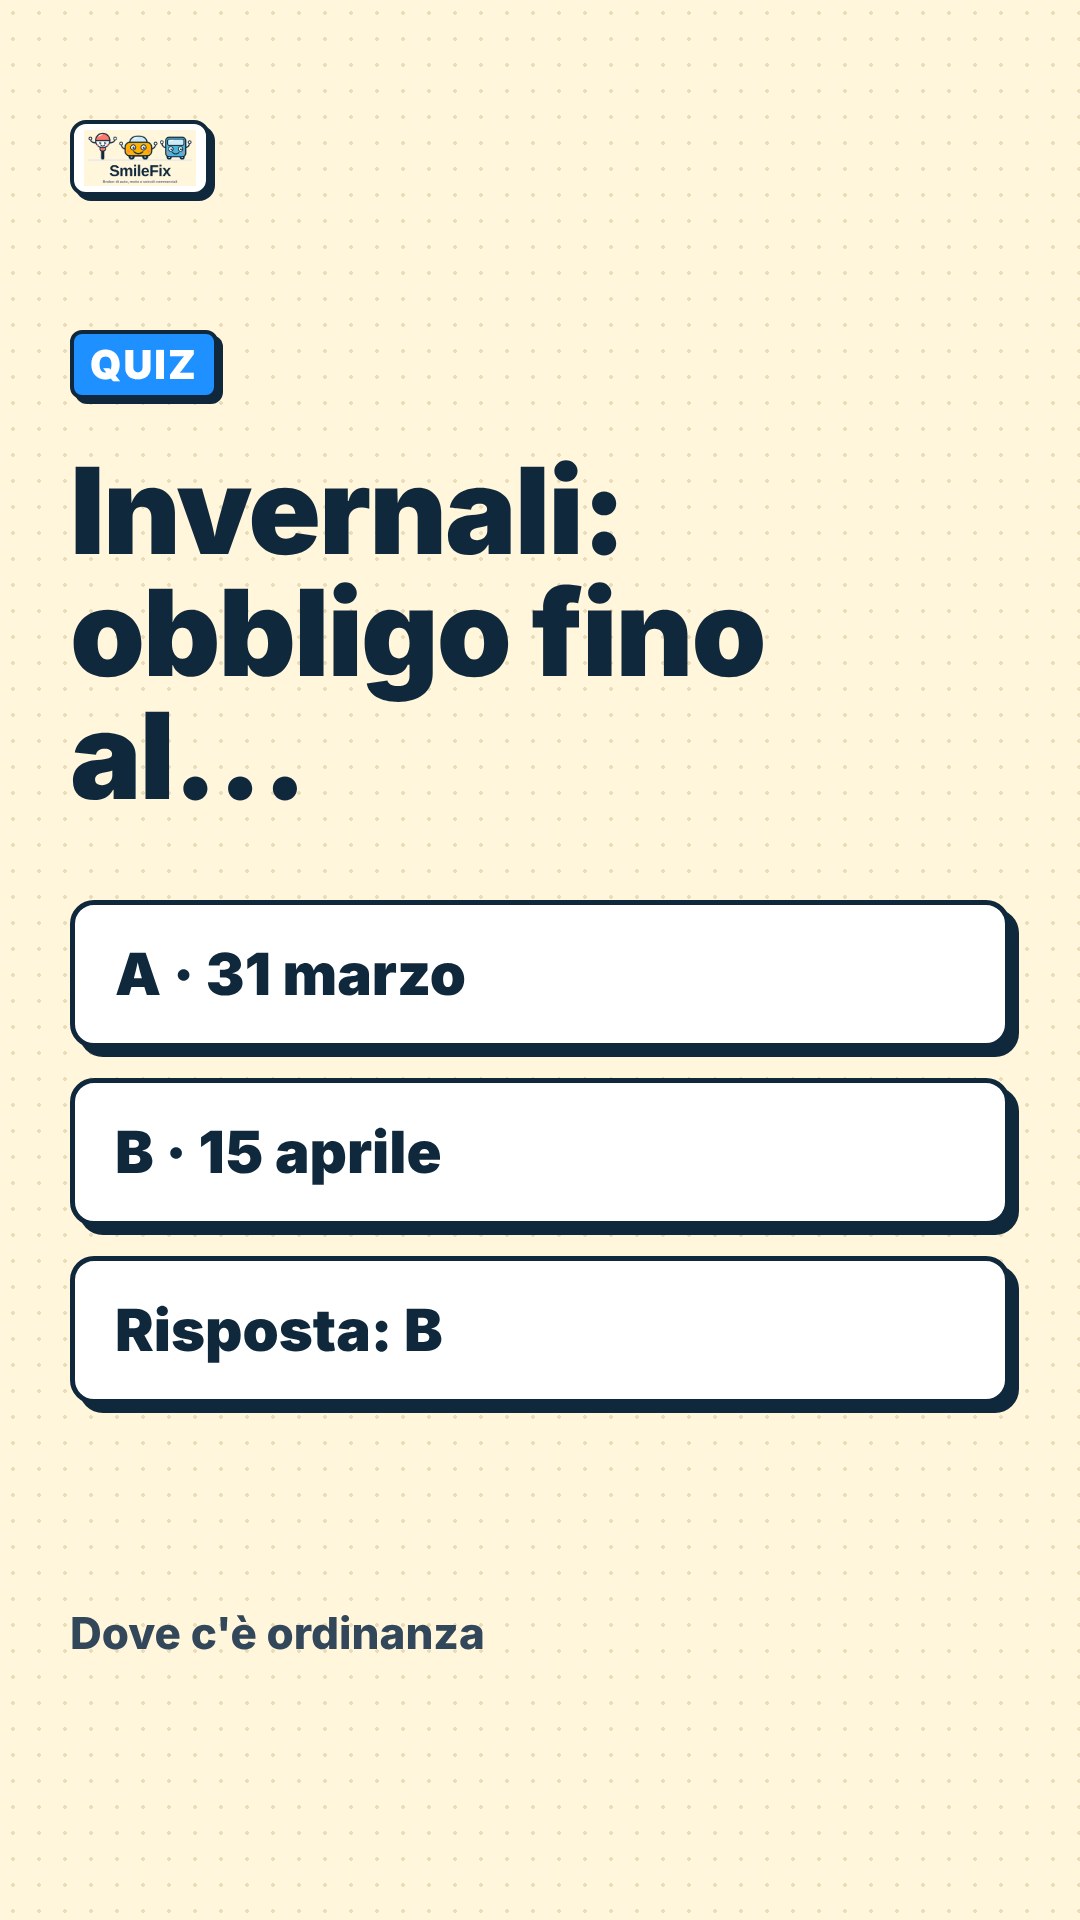 SmileFix
QUIZ
Invernali:
obbligo fino
al…
A · 31 marzo
B · 15 aprile
Risposta: B
Dove c'è ordinanza